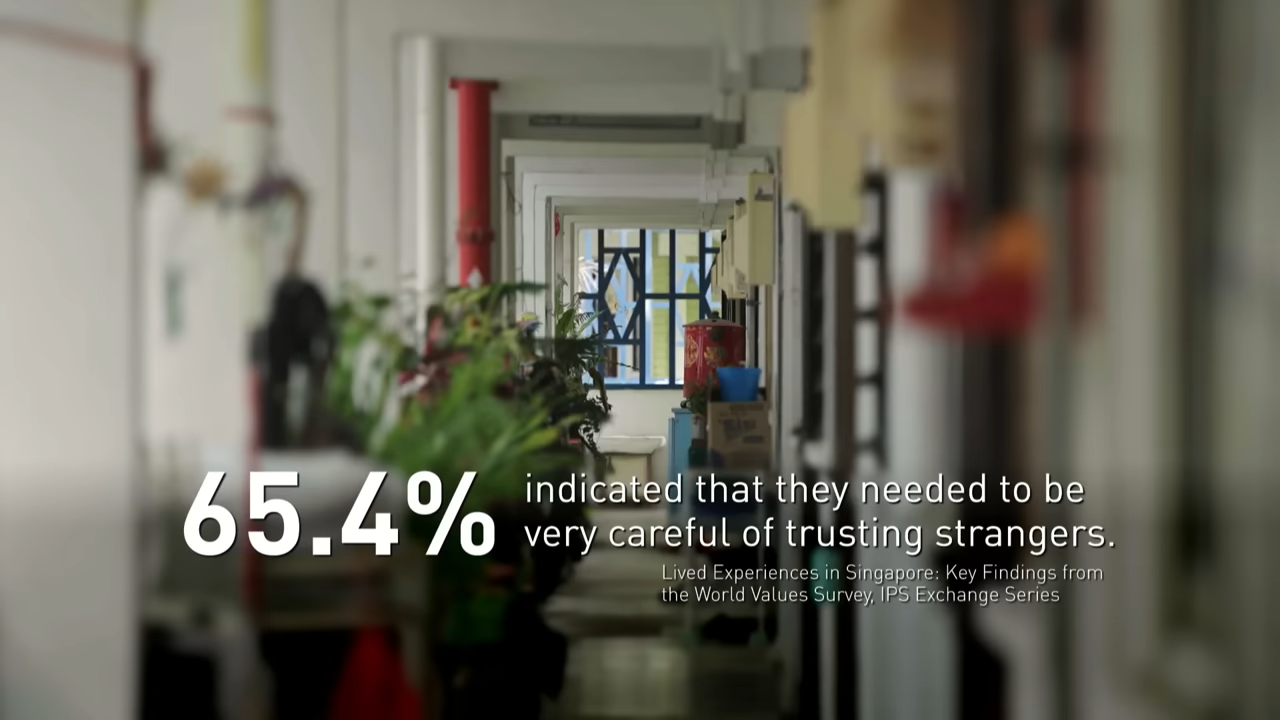 65.4%
indicated that they needed to be
very careful of trusting strangers.
Lived Experiences in Singapore: Key Findings from
the World Values Survey, IPS Exchange Series